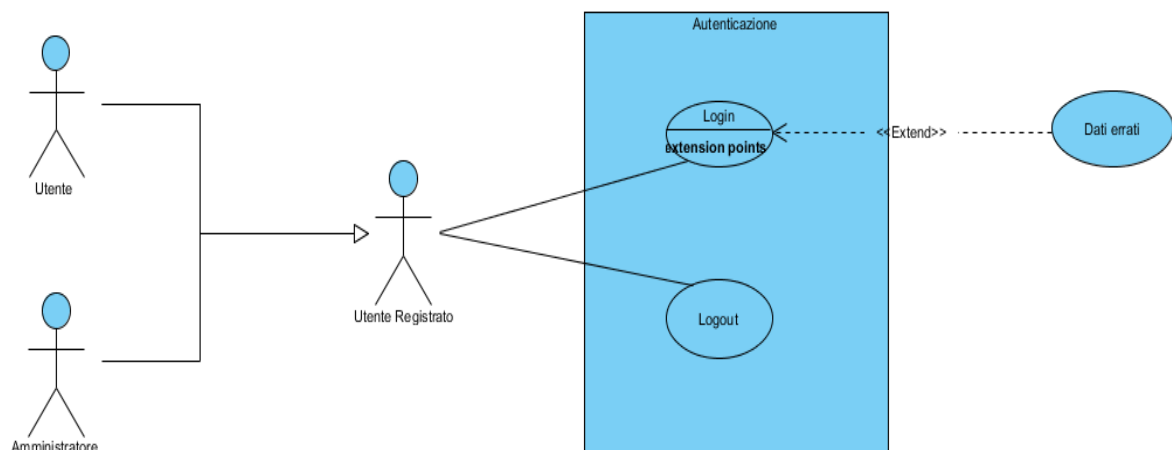 Autenticazione
Login
extension points
<<Extend>>
Dati errati
Utente
Utente Registrato
Logout
Amministratore